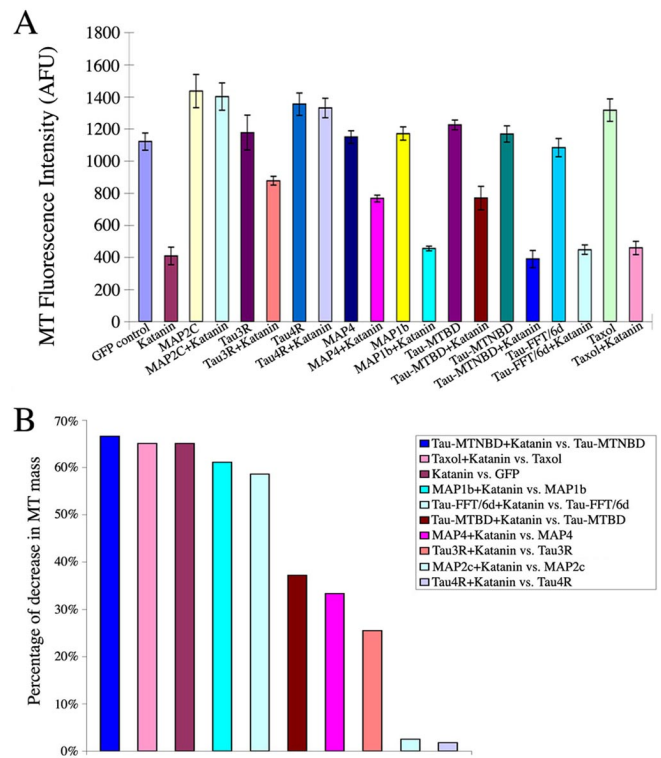 A
MT Fluorescence Intensity (AFU)
1800
1600
1400
1200
1000
800
600
400
200
0
GFP control
Katanin
MAP2C
MAP2C+Katanin
Tau3R
Tau3R+Katanin
Tau4R
Tau4R+Katanin
MAP4
MAP4+Katanin
MAP1b
MAP1b+Katanin
Tau-MTBD
Tau-MTBD+Katanin
Tau-MTNBD
Tau-MTNBD+Katanin
Tau-FFT/6d
Tau-FFT/6d+Katanin
Taxol
Taxol+Katanin
B
Percentage of decrease in MT mass
70%
60%
50%
40%
30%
20%
10%
0%
Tau-MTNBD+Katanin vs. Tau-MTNBD
Taxol+Katanin vs. Taxol
Katanin vs. GFP
MAP1b+Katanin vs. MAP1b
Tau-FFT/6d+Katanin vs. Tau-FFT/6d
Tau-MTBD+Katanin vs. Tau-MTBD
MAP4+Katanin vs. MAP4
Tau3R+Katanin vs. Tau3R
MAP2c+Katanin vs. MAP2c
Tau4R+Katanin vs. Tau4R